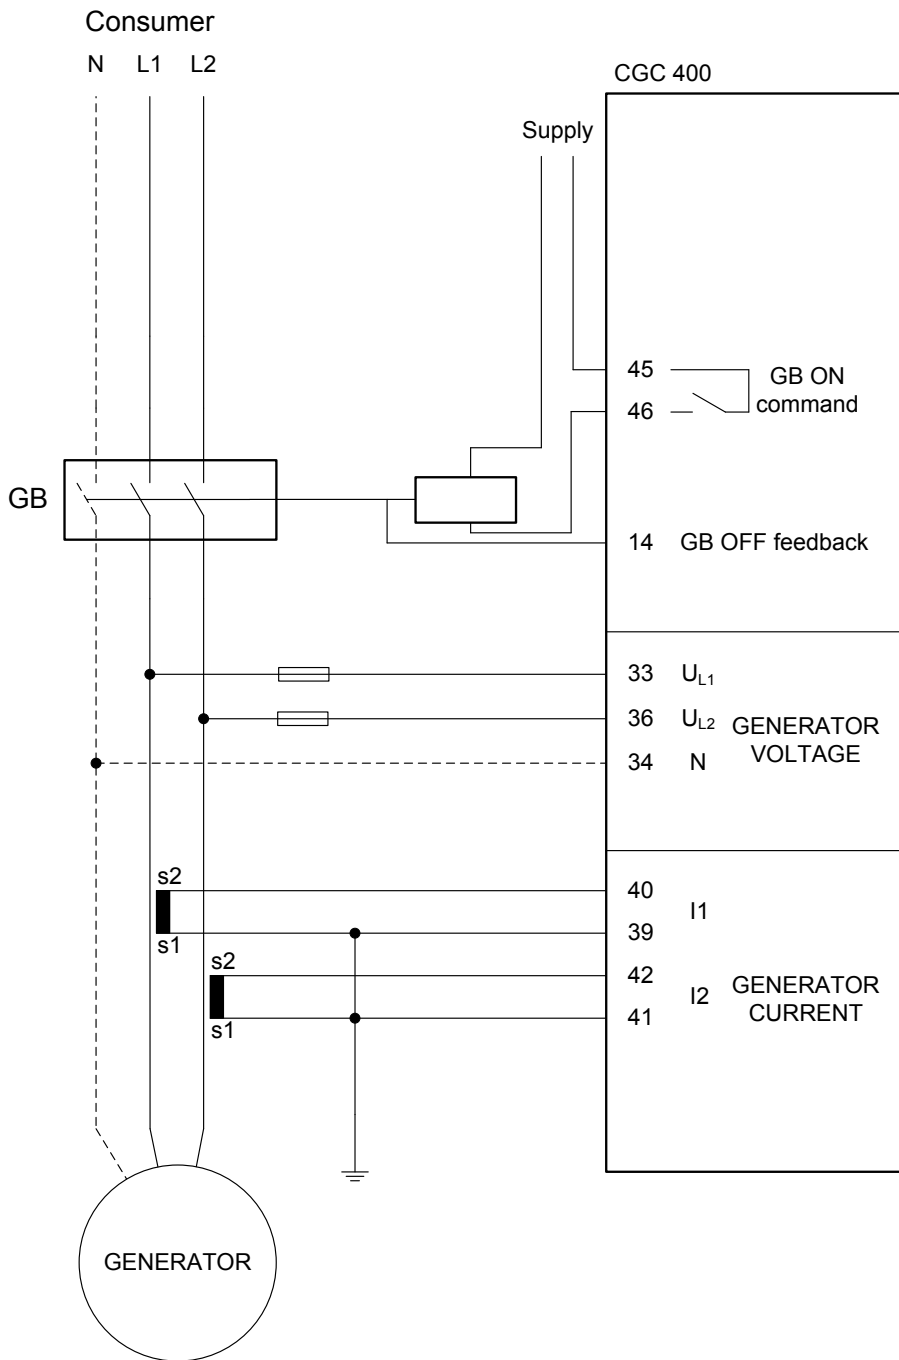 Consumer
N L1 L2
CGC 400
Supply
45
46
GB ON
command
GB
14 GB OFF feedback
33 UL1
36 UL2
34 N
GENERATOR
VOLTAGE
s2
s1
40
39
I1
s2
s1
42
41
I2
GENERATOR
CURRENT
GENERATOR